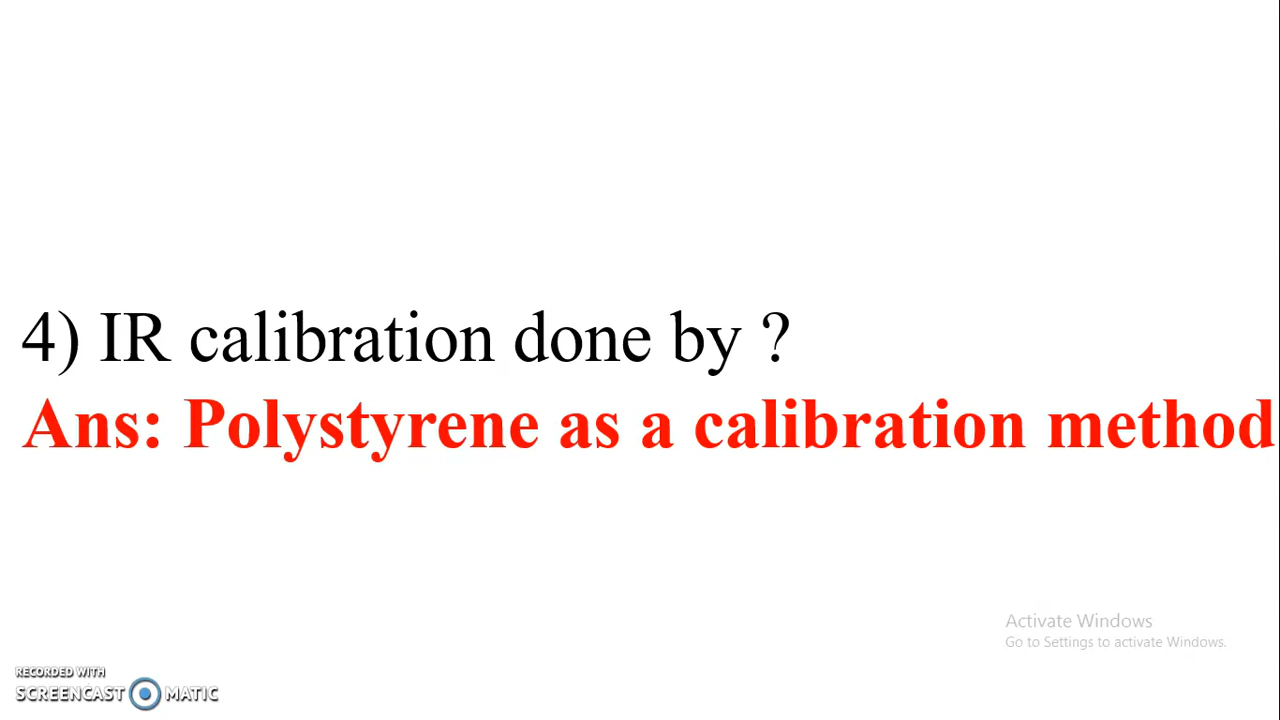 4) IR calibration done by ?
Ans: Polystyrene as a calibration method
Activate Windows
Go to Settings to activate Windows.
RECORDED WITH
SCREENCAST MATIC